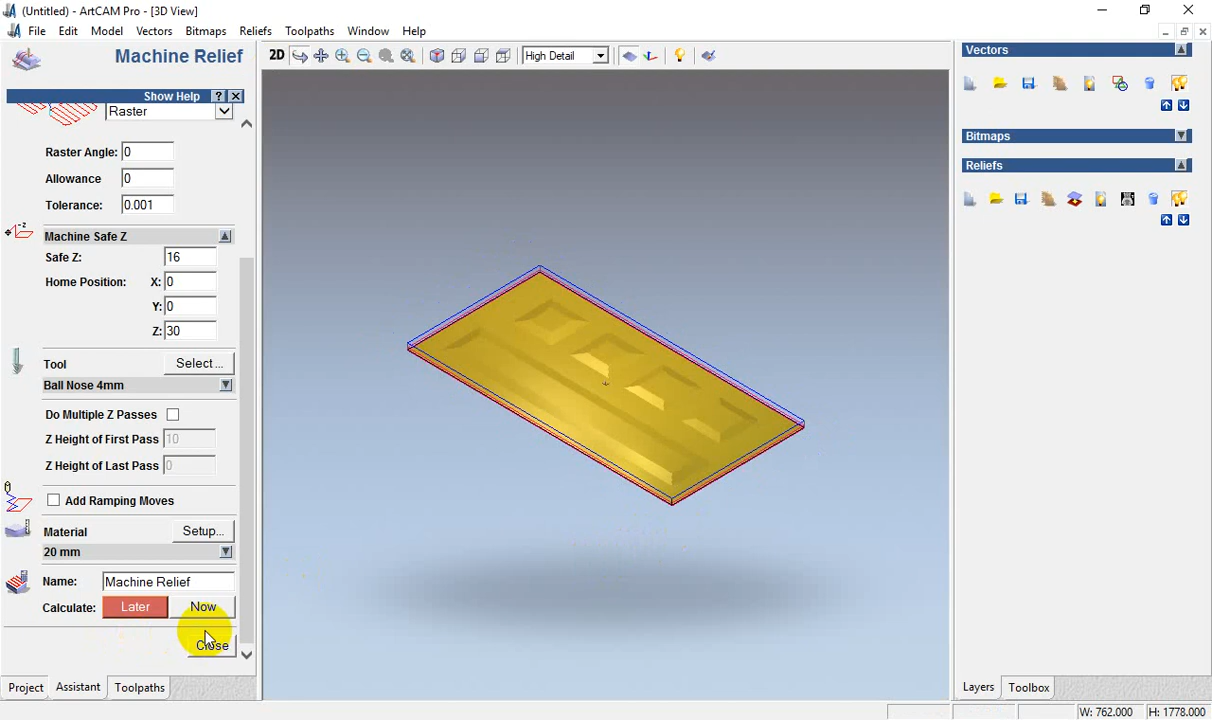 (Untitled) - ArtCAM Pro - [3D View]
File Edit Model Vectors Bitmaps Reliefs Toolpaths Window Help
Machine Relief
2D High Detail
Vectors
Show Help ? X
Raster
Bitmaps
Raster Angle: 0
Reliefs
Allowance 0
Tolerance: 0.001
Machine Safe Z
Safe Z: 16
Home Position: X: 0
Y: 0
Z: 30
Tool Select ...
Ball Nose 4mm
Do Multiple Z Passes
Z Height of First Pass 10
Z Height of Last Pass 0
Add Ramping Moves
Material Setup...
20 mm
Name: Machine Relief
Calculate: Later Now
Close
Project Assistant Toolpaths
Layers Toolbox
W: 762.000 H: 1778.000